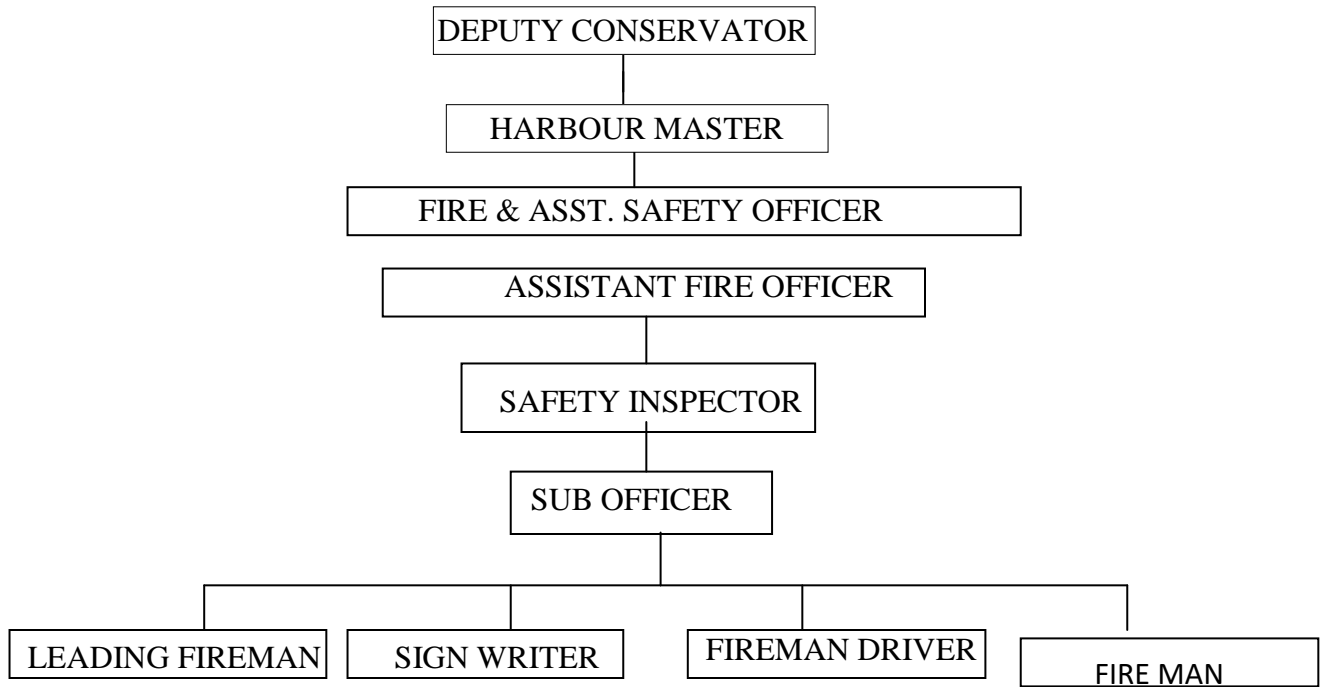 DEPUTY CONSERVATOR
HARBOUR MASTER
FIRE & ASST. SAFETY OFFICER
ASSISTANT FIRE OFFICER
SAFETY INSPECTOR
SUB OFFICER
LEADING FIREMAN
SIGN WRITER
FIREMAN DRIVER
FIRE MAN